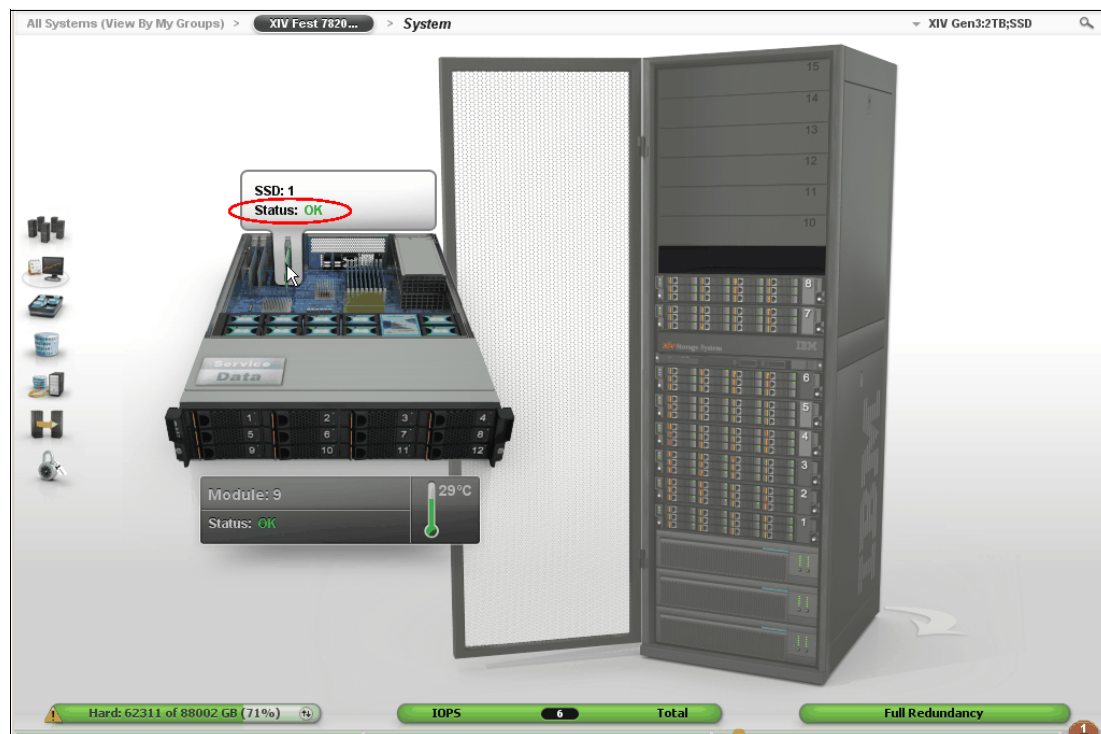 All Systems (View By My Groups) > XIV Fest 7820... > System
XIV Gen3:2TB;SSD
15
14
13
12
11
10
SSD: 1
Status: OK
8
7
XIV Storage System IBM
6
5
4
3
2
1
Service
Data
1 2 3 4
5 6 7 8
9 10 11 12
Module: 9
29°C
Status: OK
IBM
Hard: 62311 of 88002 GB (71%)
IOPS 6 Total
Full Redundancy
1